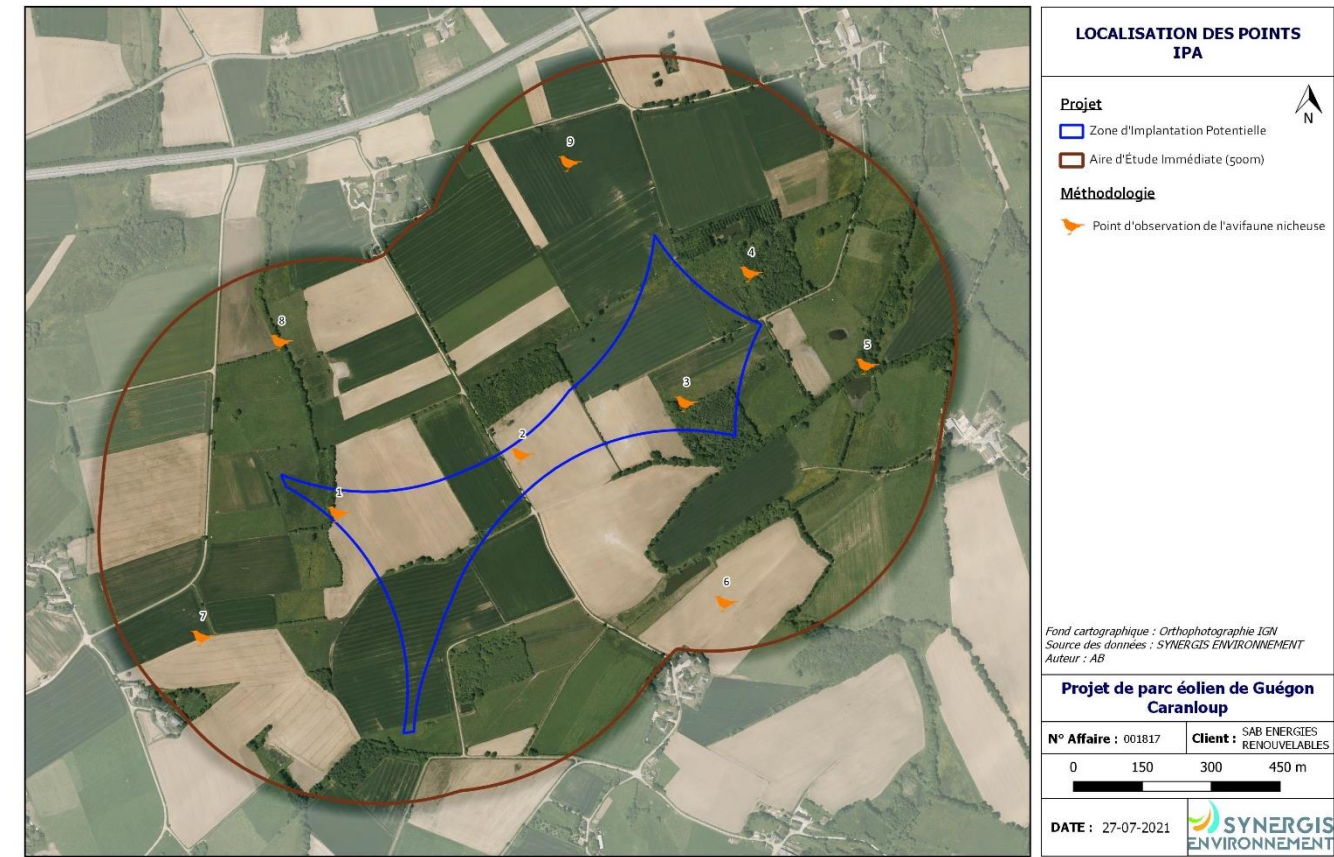 LOCALISATION DES POINTS
IPA
Projet
N
Zone d'Implantation Potentielle
Aire d'Étude Immédiate (500m)
Méthodologie
Point d'observation de l'avifaune nicheuse
9
4
8
5
3
2
1
6
7
Fond cartographique : Orthophotographie IGN
Source des données : SYNERGIS ENVIRONNEMENT
Auteur : AB
Projet de parc éolien de Guégon
Caranloup
N° Affaire : 001817
Client : SAB ENERGIES
RENOUVELABLES
0 150 300 450 m
DATE : 27-07-2021
SYNERGIS
ENVIRONNEMENT